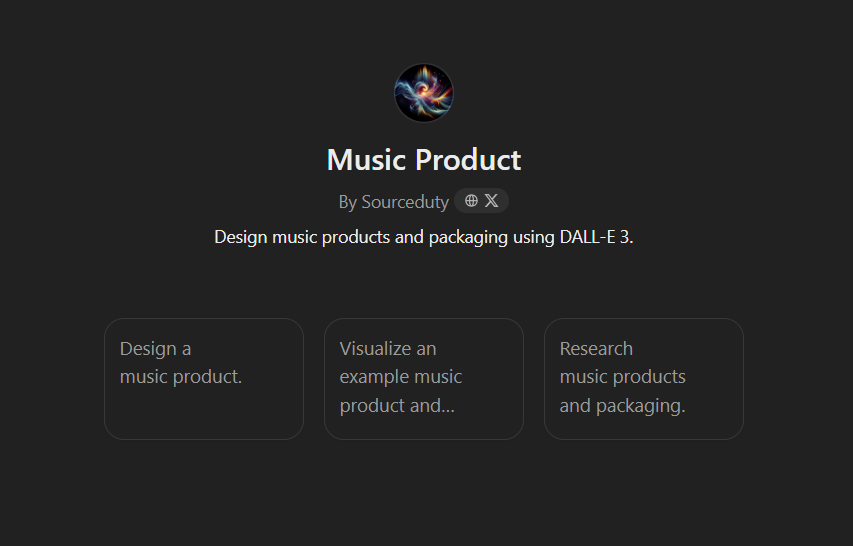 Music Product
By Sourceduty
Design music products and packaging using DALL-E 3.
Design a
music product.
Visualize an
example music
product and...
Research
music products
and packaging.